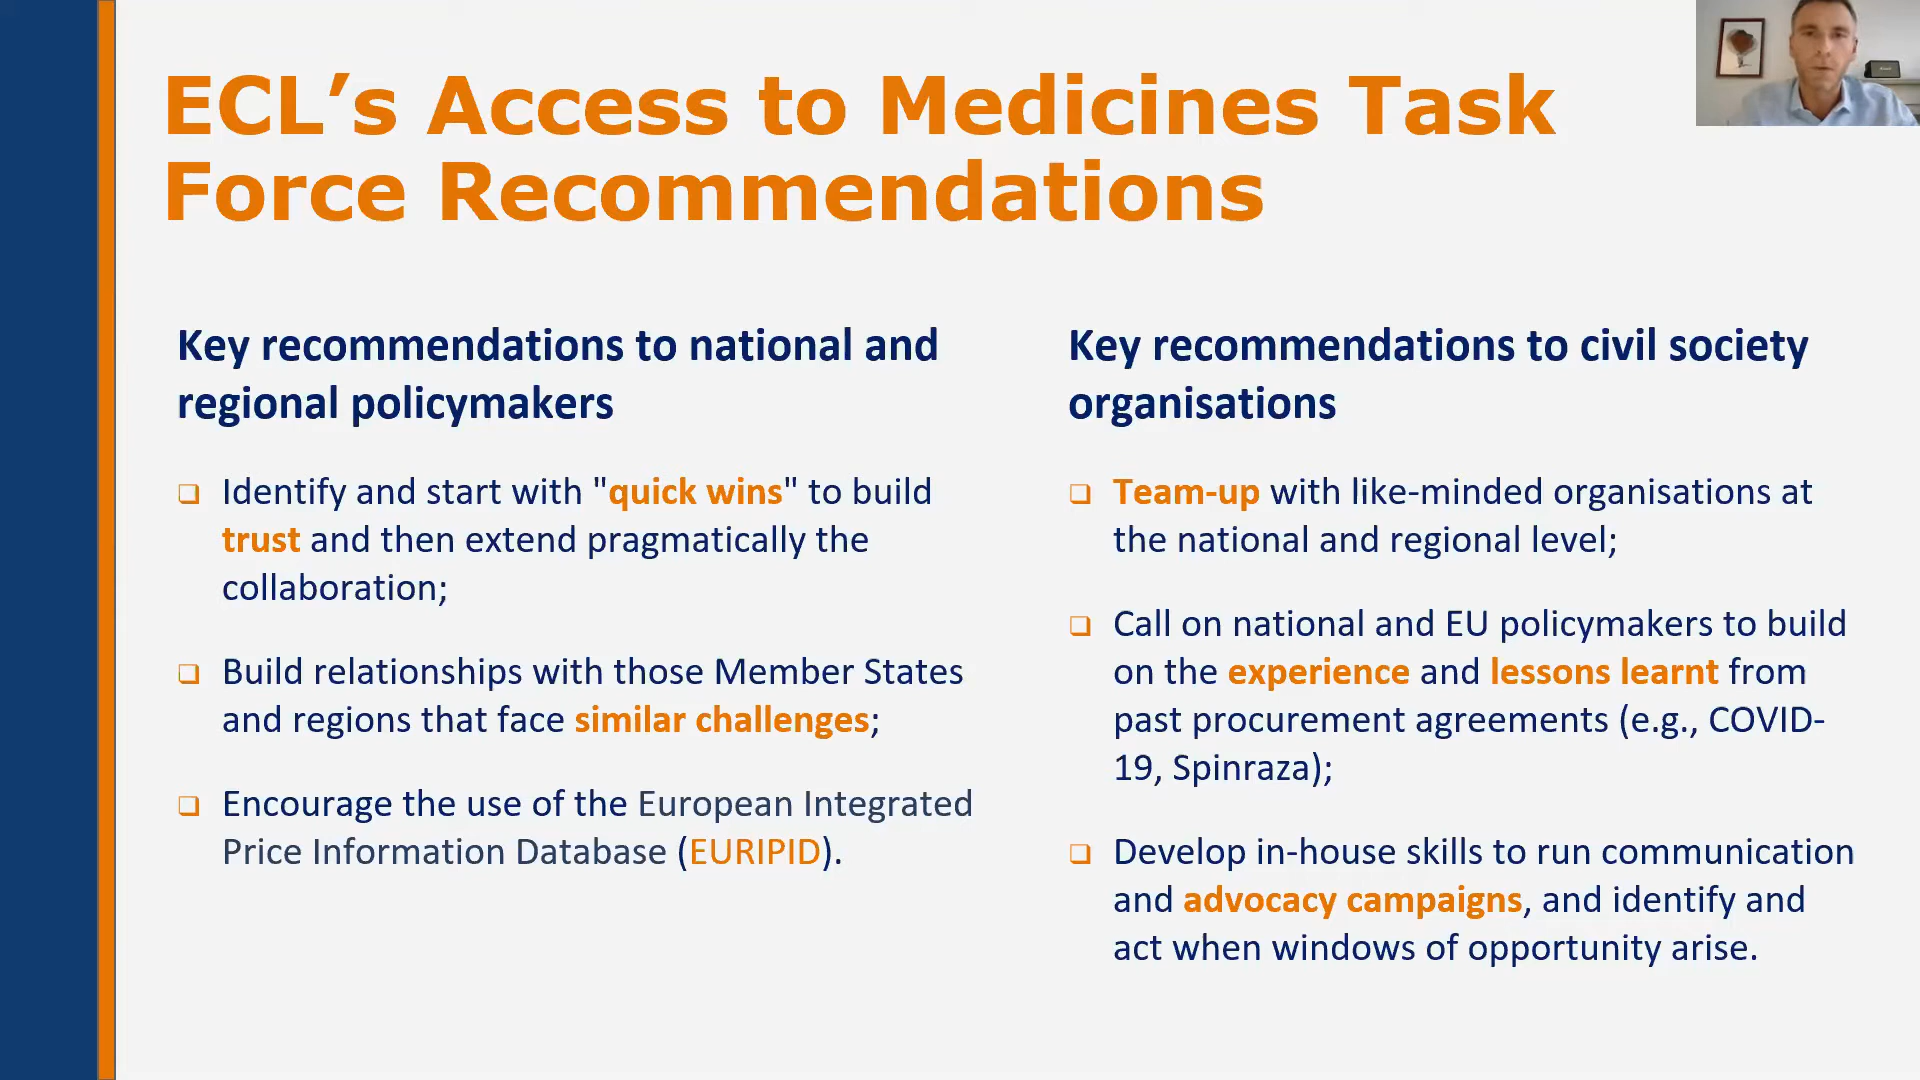 ECL’s Access to Medicines Task
Force Recommendations
Key recommendations to national and
regional policymakers
Identify and start with "quick wins" to build
trust and then extend pragmatically the
collaboration;
Build relationships with those Member States
and regions that face similar challenges;
Encourage the use of the European Integrated
Price Information Database (EURIPID).
Key recommendations to civil society
organisations
Team-up with like-minded organisations at
the national and regional level;
Call on national and EU policymakers to build
on the experience and lessons learnt from
past procurement agreements (e.g., COVID-
19, Spinraza);
Develop in-house skills to run communication
and advocacy campaigns, and identify and
act when windows of opportunity arise.